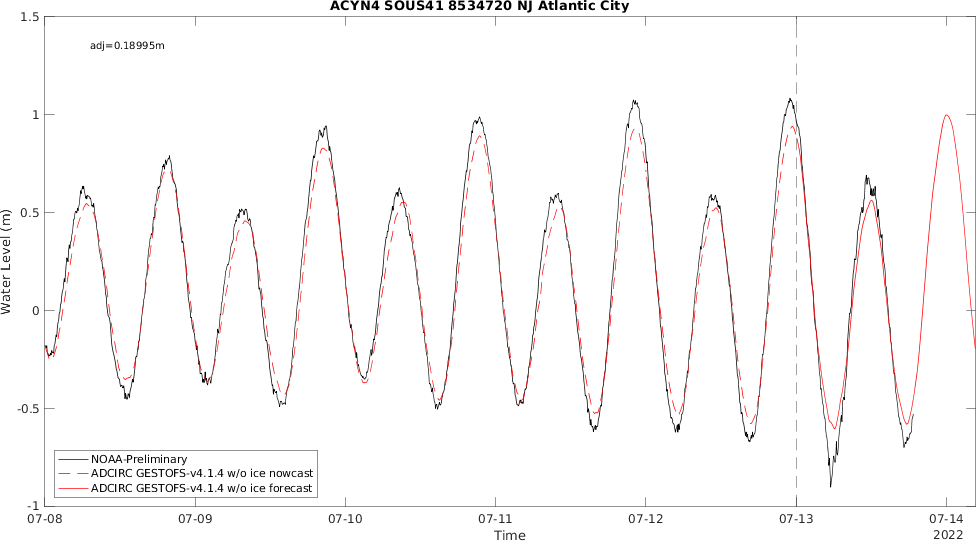 ACYN4 SOUS41 8534720 NJ Atlantic City
adj=0.18995m
Water Level (m)
1.5
1
0.5
0
-0.5
-1
NOAA-Preliminary
ADCIRC GESTOFS-v4.1.4 w/o ice nowcast
ADCIRC GESTOFS-v4.1.4 w/o ice forecast
07-08 07-09 07-10 07-11 07-12 07-13 07-14
Time
2022